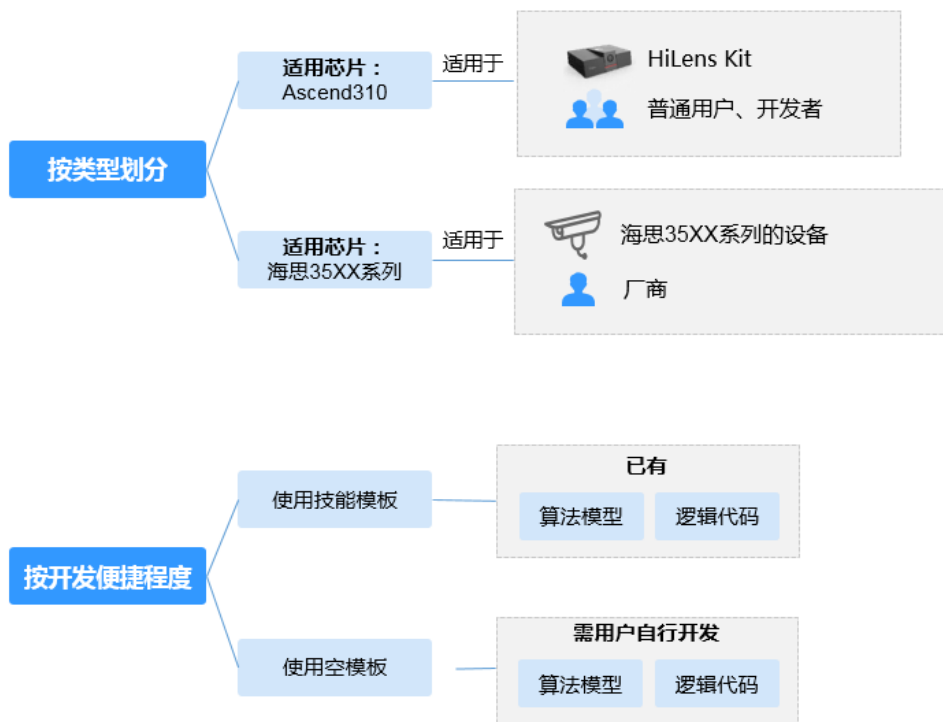 按类型划分
适用芯片：
Ascend310
适用于
HiLens Kit
普通用户、开发者
适用芯片：
海思35XX系列
适用于
海思35XX系列的设备
厂商
按开发便捷程度
使用技能模板
已有
算法模型
逻辑代码
使用空模板
需用户自行开发
算法模型
逻辑代码